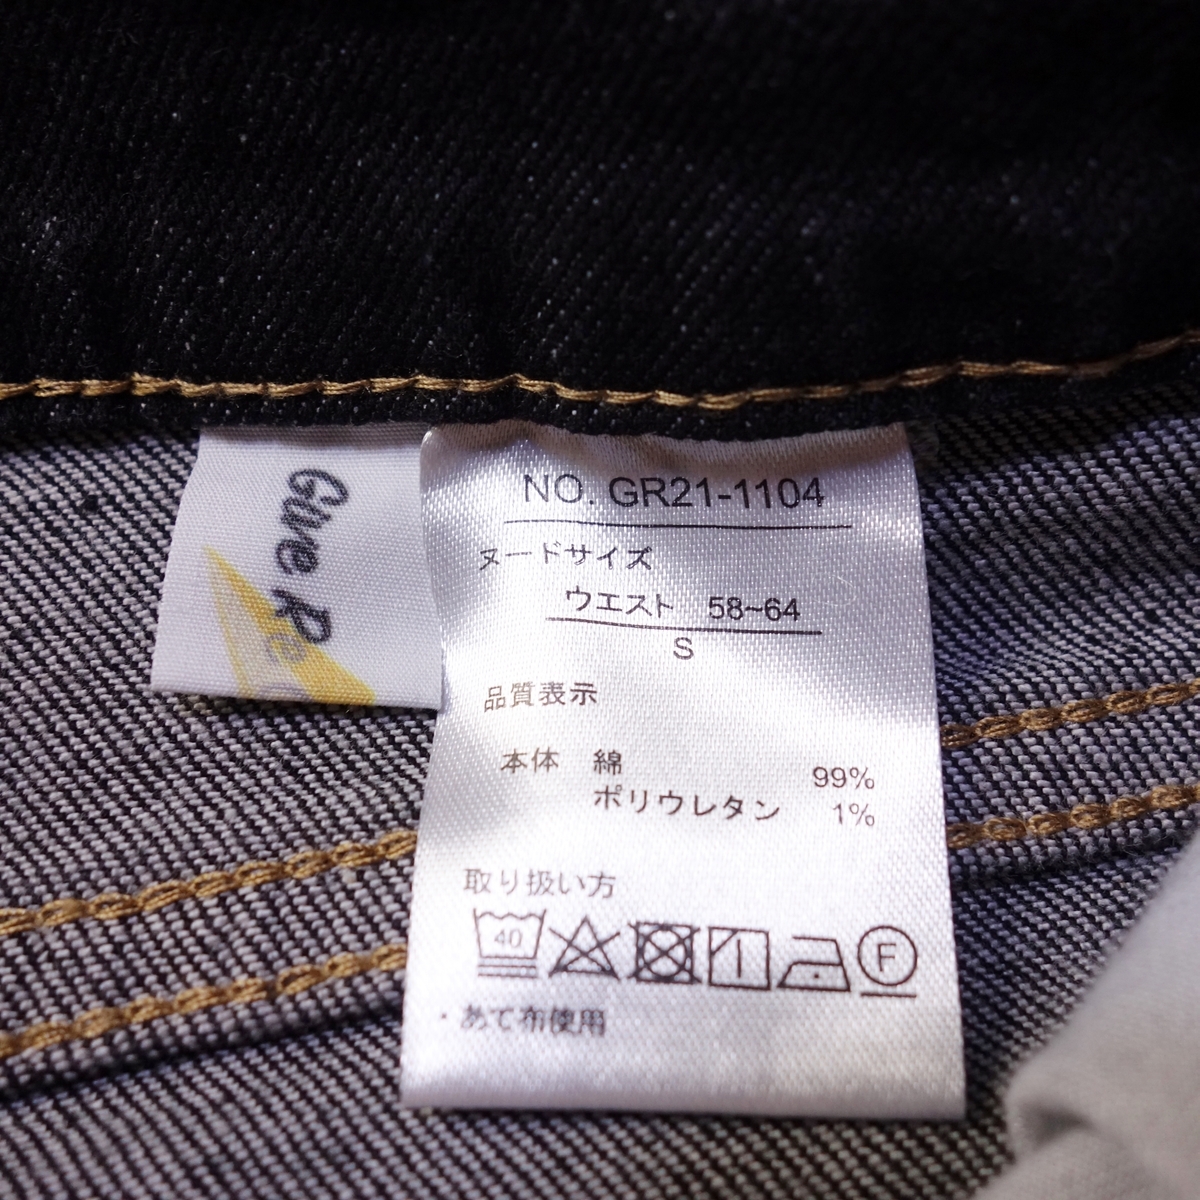 Give
NO. GR21-1104
ヌードサイズ
ウエスト 58~64
S
品質表示
本体 綿 99%
ポリウレタン 1%
取り扱い方
40
F
・あて布使用